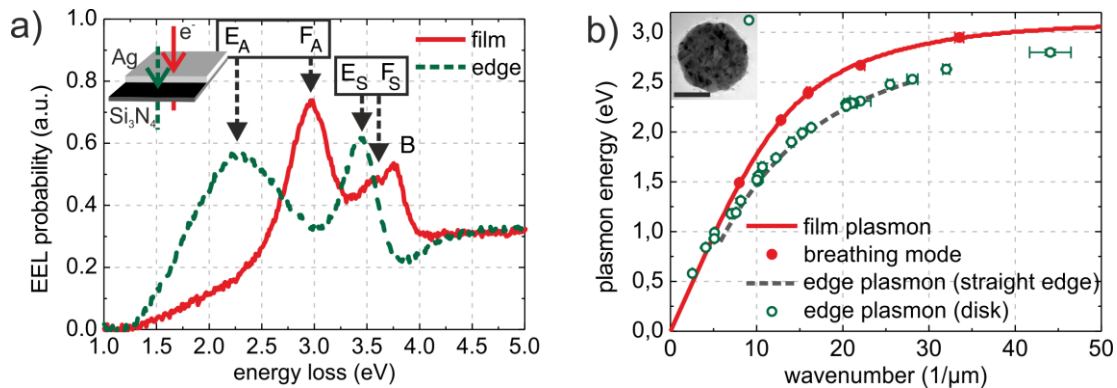 a)
EEL probability (a.u.)
1.0
0.8
0.6
0.4
0.2
0.0
1.0 1.5 2.0 2.5 3.0 3.5 4.0 4.5 5.0
energy loss (eV)
Ag
e⁻
Si₃N₄
E_A F_A
E_S F_S
B
film
edge
b)
plasmon energy (eV)
3,0
2,5
2,0
1,5
1,0
0,5
0,0
0 10 20 30 40 50
wavenumber (1/µm)
film plasmon
breathing mode
edge plasmon (straight edge)
edge plasmon (disk)